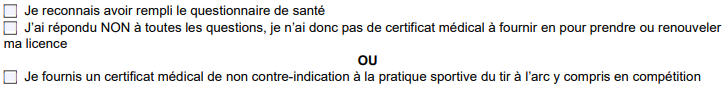 Je reconnais avoir rempli le questionnaire de santé
J'ai répondu NON à toutes les questions, je n'ai donc pas de certificat médical à fournir en pour prendre ou renouveler
ma licence
OU
Je fournis un certificat médical de non contre-indication à la pratique sportive du tir à l'arc y compris en compétition